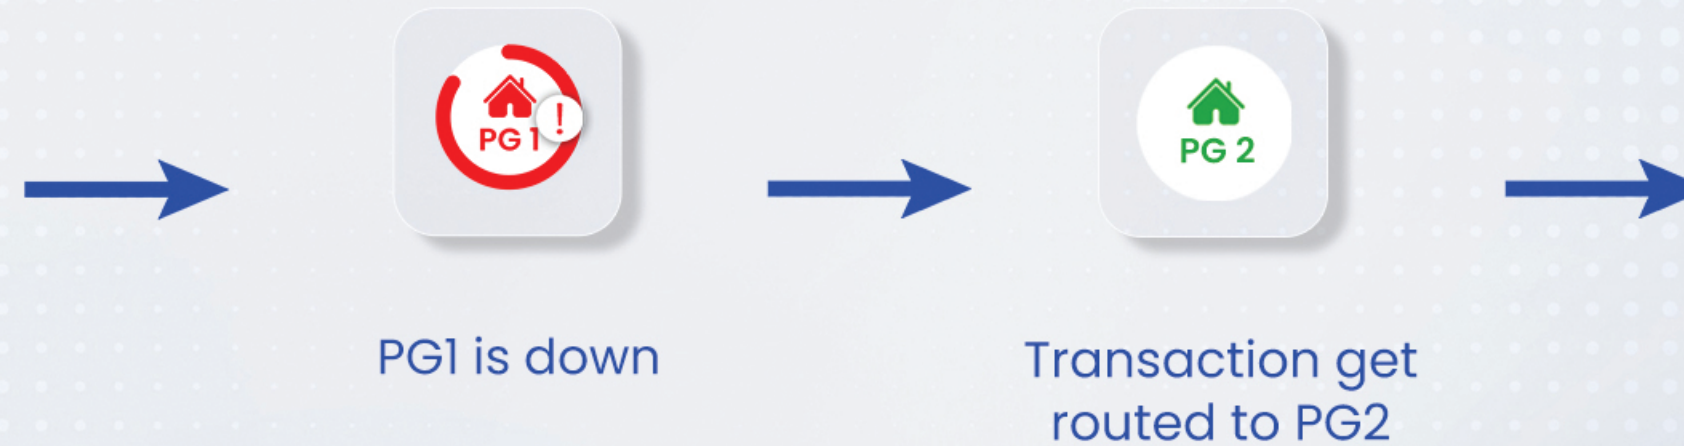 PG 1
!
PG1 is down
PG 2
Transaction get
routed to PG2